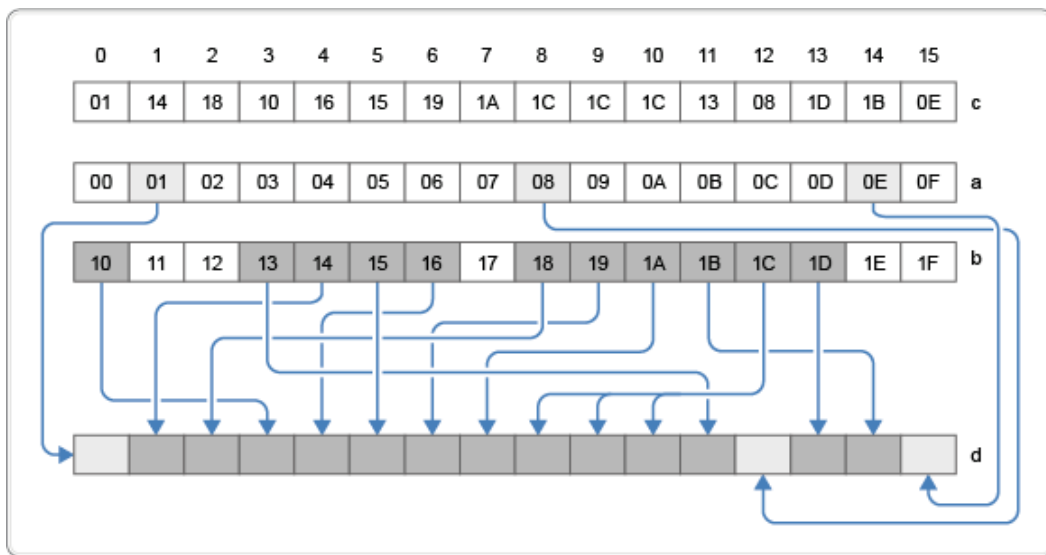 0 1 2 3 4 5 6 7 8 9 10 11 12 13 14 15
01 14 18 10 16 15 19 1A 1C 1C 1C 13 08 1D 1B 0E c
00 01 02 03 04 05 06 07 08 09 0A 0B 0C 0D 0E 0F a
10 11 12 13 14 15 16 17 18 19 1A 1B 1C 1D 1E 1F b
d